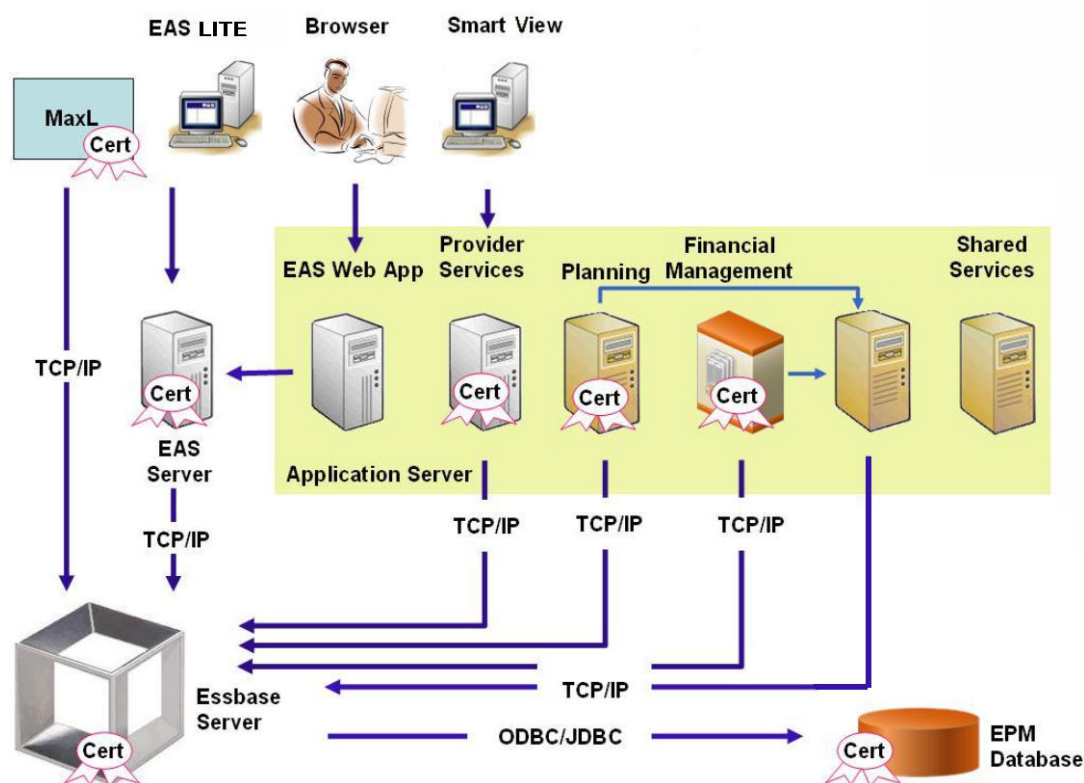 EAS LITE
Browser
Smart View
MaxL
Cert
EAS Web App
Provider
Services
Planning
Financial
Management
Shared
Services
TCP/IP
Cert
Cert
Cert
Cert
EAS
Server
Application Server
TCP/IP
TCP/IP
TCP/IP
TCP/IP
Essbase
Server
TCP/IP
Cert
ODBC/JDBC
Cert
EPM
Database